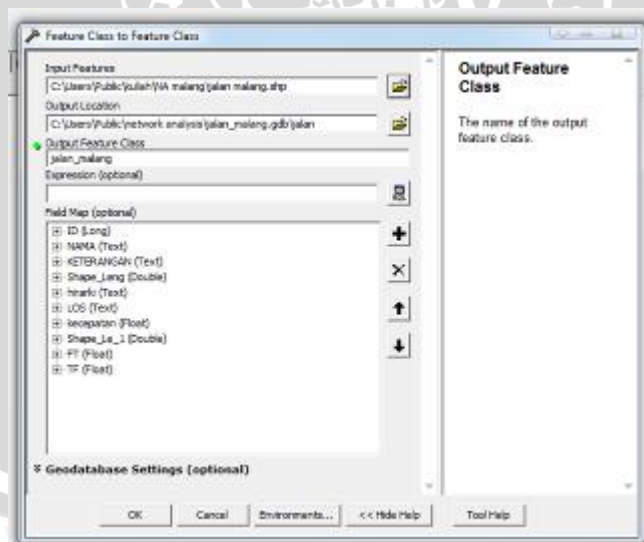 Feature Class to Feature Class
Input Features
C:\Users\Public\kuliah\NA malang\jalan malang.shp
Output Location
C:\Users\Public\network analysis\jalan_malang.gdb\jalan
Output Feature Class
jalan_malang
Expression (optional)
Field Map (optional)
ID (Long)
NAMA (Text)
KETERANGAN (Text)
Shape_Leng (Double)
hirarki (Text)
LOS (Text)
kecepatan (Float)
Shape_Le_1 (Double)
FT (Float)
TF (Float)
Geodatabase Settings (optional)
OK
Cancel
Environments...
<< Hide Help
Tool Help
Output Feature
Class
The name of the output
feature class.